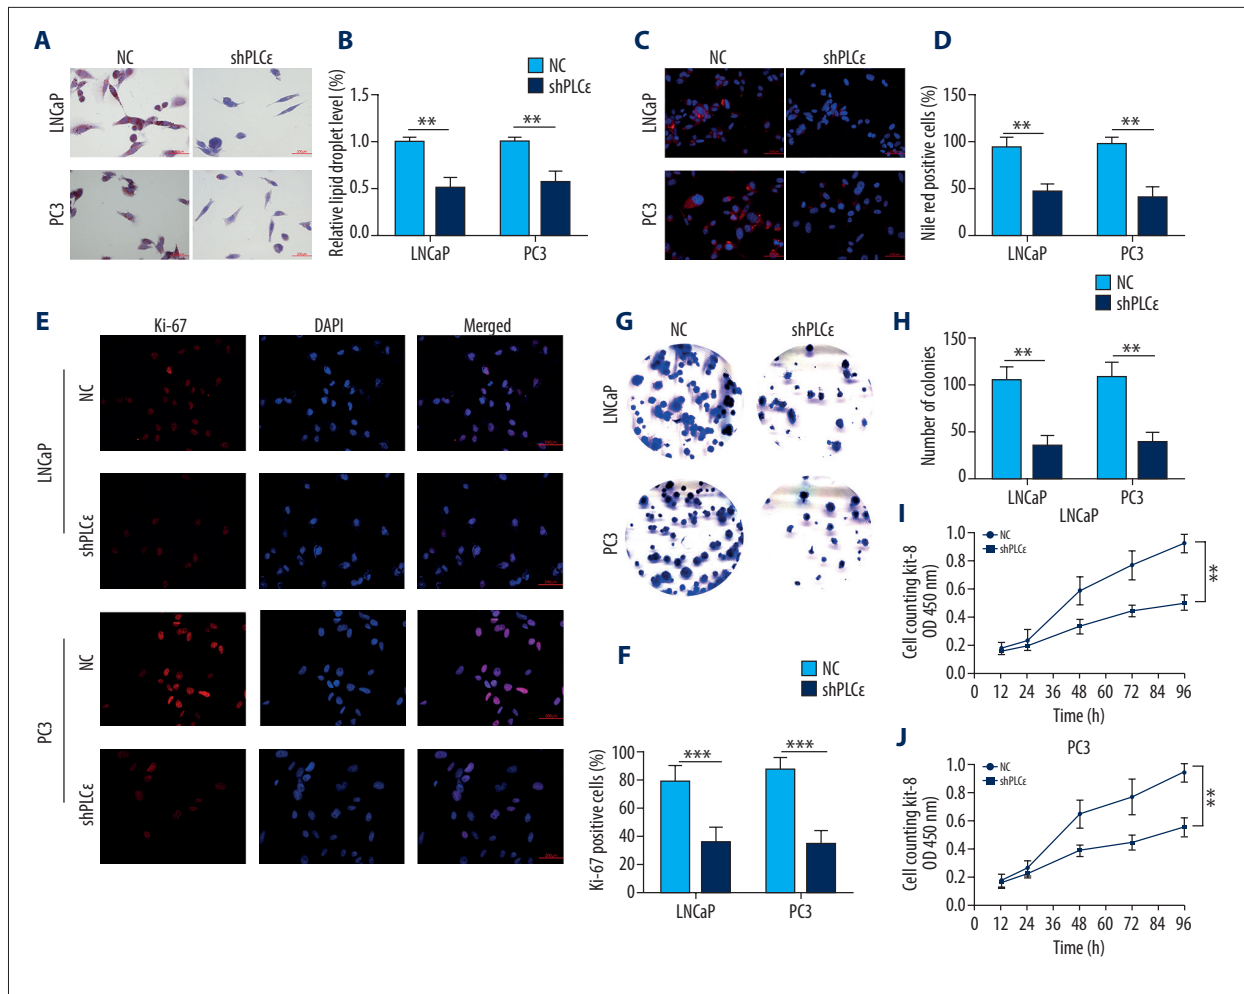 A
NC
shPLCε
LNCaP
PC3
B
NC
shPLCε
Relative lipid droplet level (%)
1.5
1.0
0.5
0.0
**
**
LNCaP
PC3
C
NC
shPLCε
LNCaP
PC3
D
Nile red positive cells (%)
150
100
50
0
**
**
LNCaP
PC3
NC
shPLCε
E
Ki-67
DAPI
Merged
LNCaP
NC
shPLCε
PC3
NC
shPLCε
F
NC
shPLCε
Ki-67 positive cells (%)
100
80
60
40
20
0
***
***
LNCaP
PC3
G
NC
shPLCε
LNCaP
PC3
H
Number of colonies
150
100
50
0
**
**
LNCaP
PC3
I
LNCaP
NC
shPLCε
Cell counting kit-8
OD 450 nm)
1.0
0.8
0.6
0.4
0.2
0.0
**
0 12 24 36 48 60 72 84 96
Time (h)
J
PC3
NC
shPLCε
Cell counting kit-8
OD 450 nm)
1.0
0.8
0.6
0.4
0.2
0.0
**
0 12 24 36 48 60 72 84 96
Time (h)